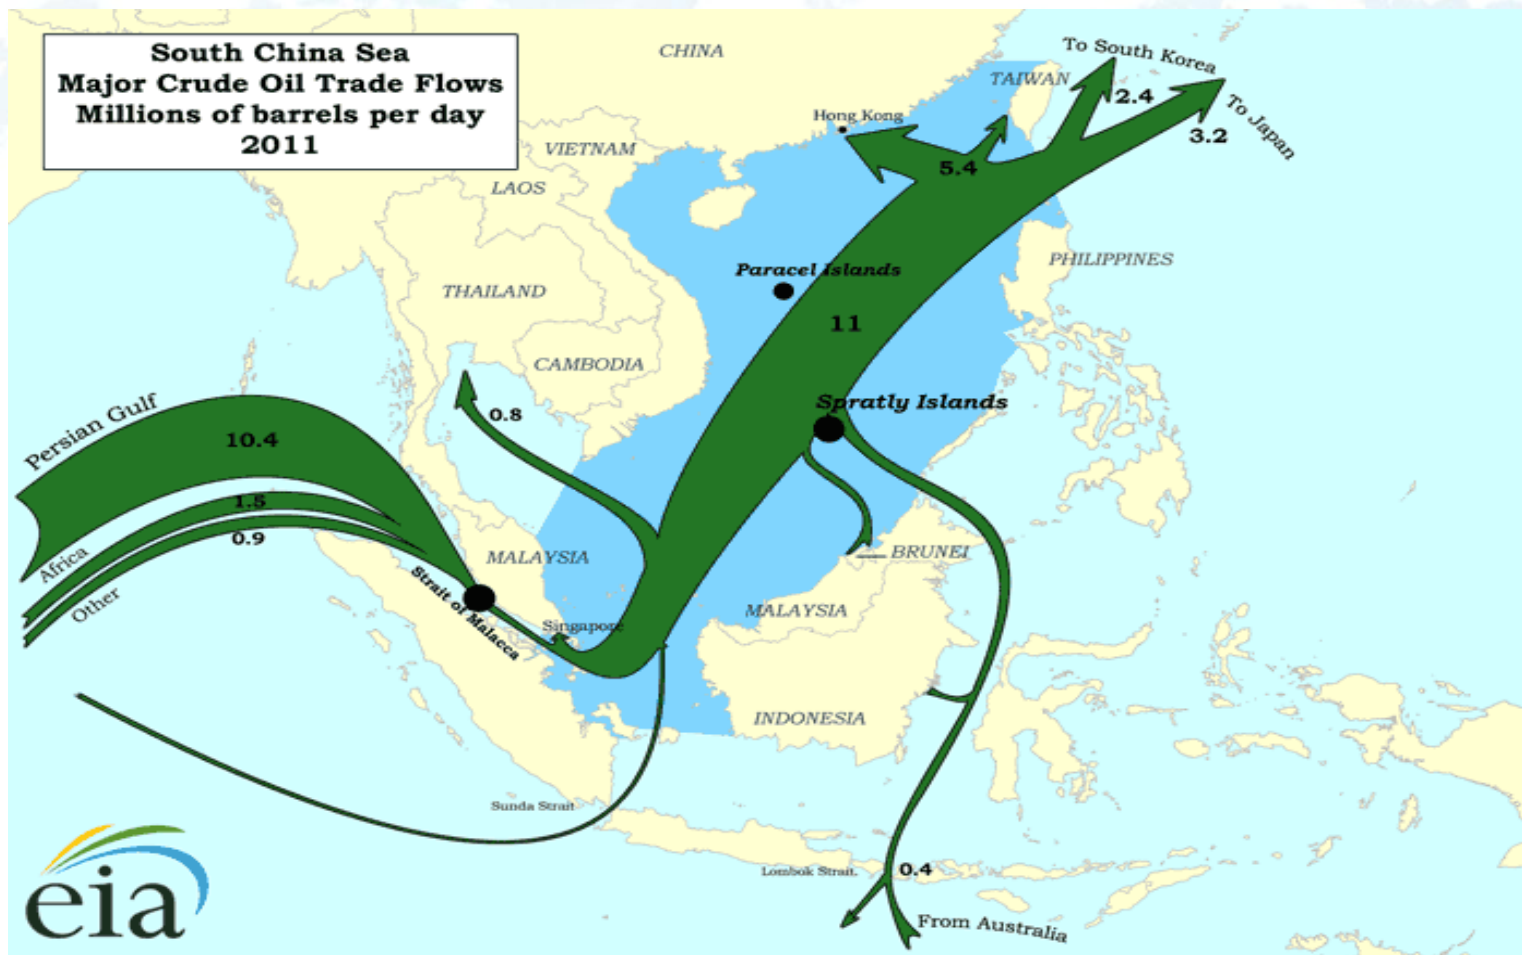 South China Sea
Major Crude Oil Trade Flows
Millions of barrels per day
2011
CHINA
To South Korea
TAIWAN
2.4
To Japan
3.2
Hong Kong
VIETNAM
5.4
LAOS
PHILIPPINES
Paracel Islands
THAILAND
11
CAMBODIA
Spratly Islands
0.8
Persian Gulf
10.4
1.5
0.9
Africa
Other
MALAYSIA
BRUNEI
Strait of Malacca
Singapore
MALAYSIA
INDONESIA
Sunda Strait
Lombok Strait.
0.4
From Australia
eia